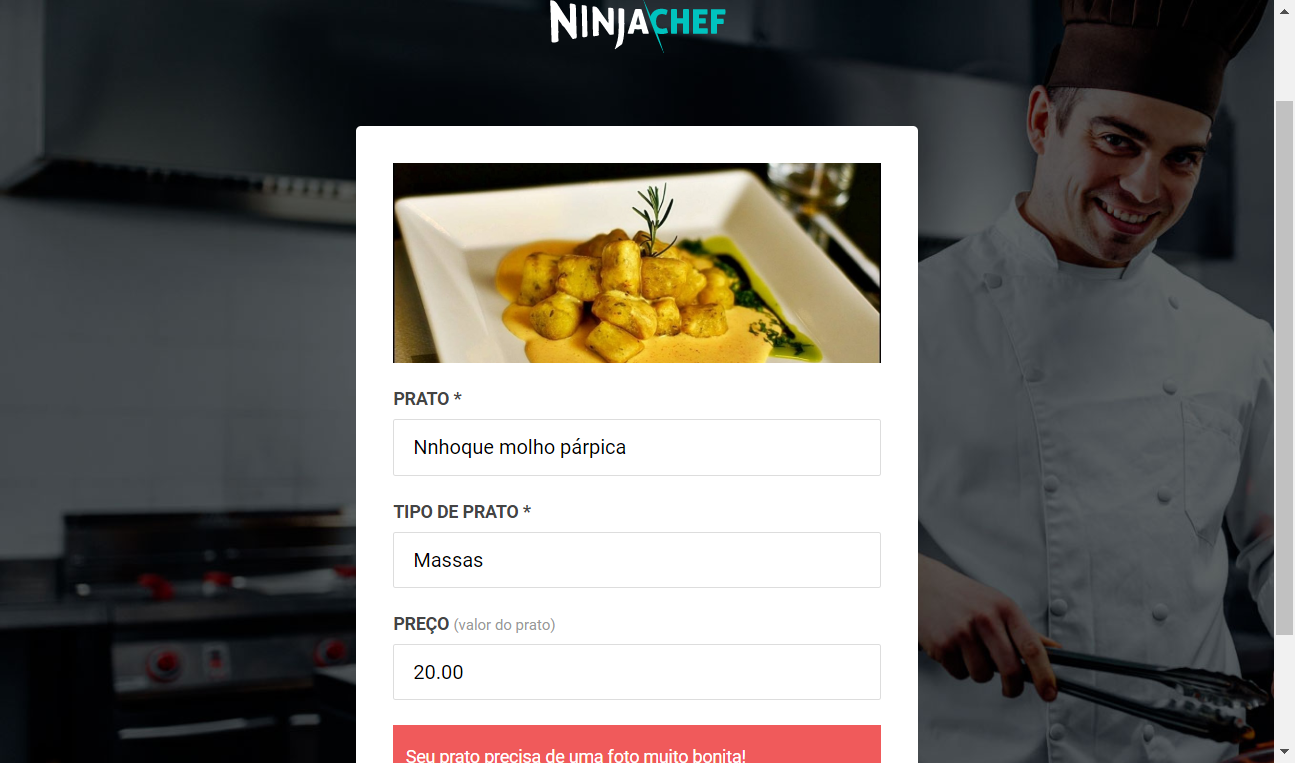 NINJACHEF
PRATO *
Nnhoque molho párpica
TIPO DE PRATO *
Massas
PREÇO (valor do prato)
20.00
Seu prato precisa de uma foto muito bonita!